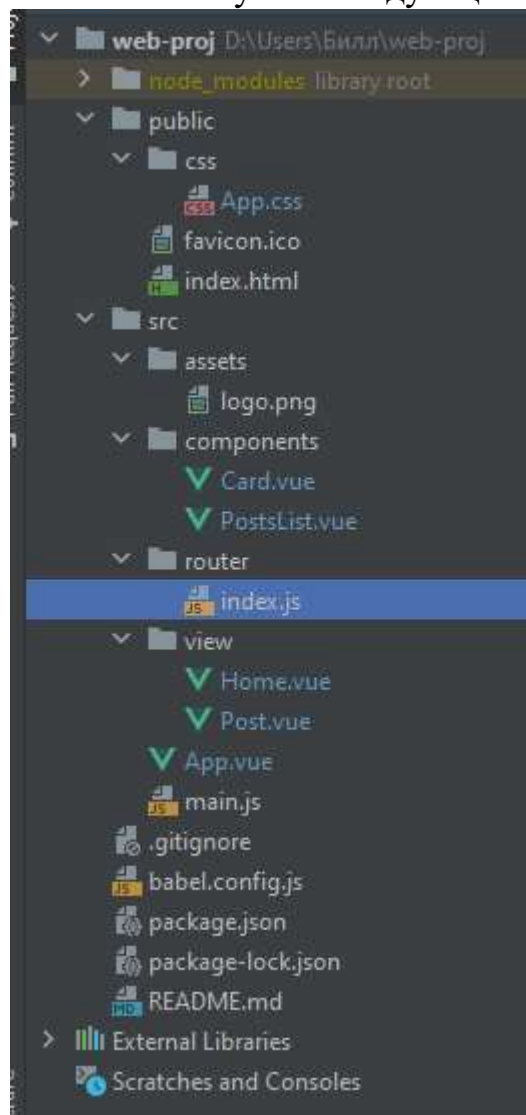 web-proj D:\Users\Билл\web-proj
node_modules library root
public
css
App.css
favicon.ico
index.html
src
assets
logo.png
components
Card.vue
PostsList.vue
router
index.js
view
Home.vue
Post.vue
App.vue
main.js
.gitignore
babel.config.js
package.json
package-lock.json
README.md
External Libraries
Scratches and Consoles